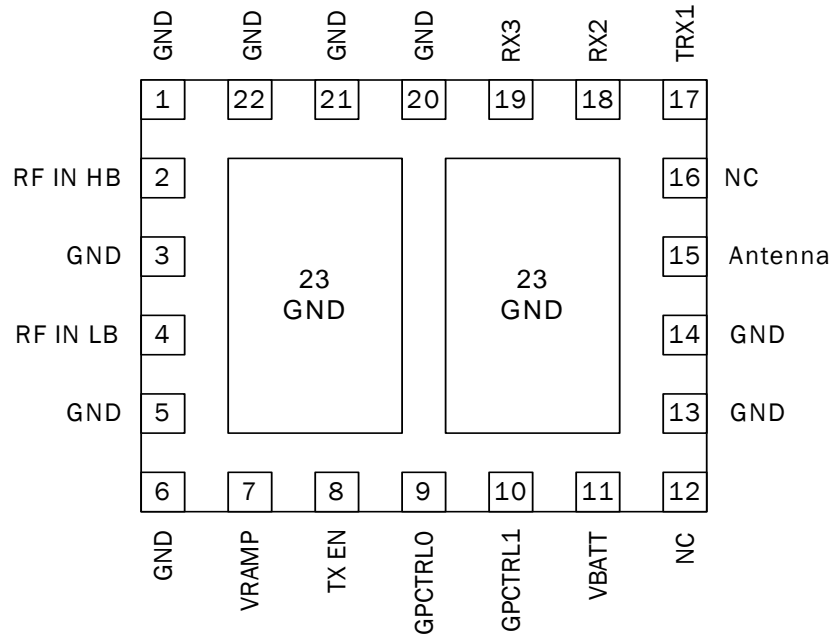 GND
GND
GND
GND
RX3
RX2
TRX1
1
22
21
20
19
18
17
RF IN HB
2
16
NC
GND
3
15
Antenna
23
GND
23
GND
RF IN LB
4
14
GND
GND
5
13
GND
6
7
8
9
10
11
12
GND
VRAMP
TX EN
GPCTRL0
GPCTRL1
VBATT
NC